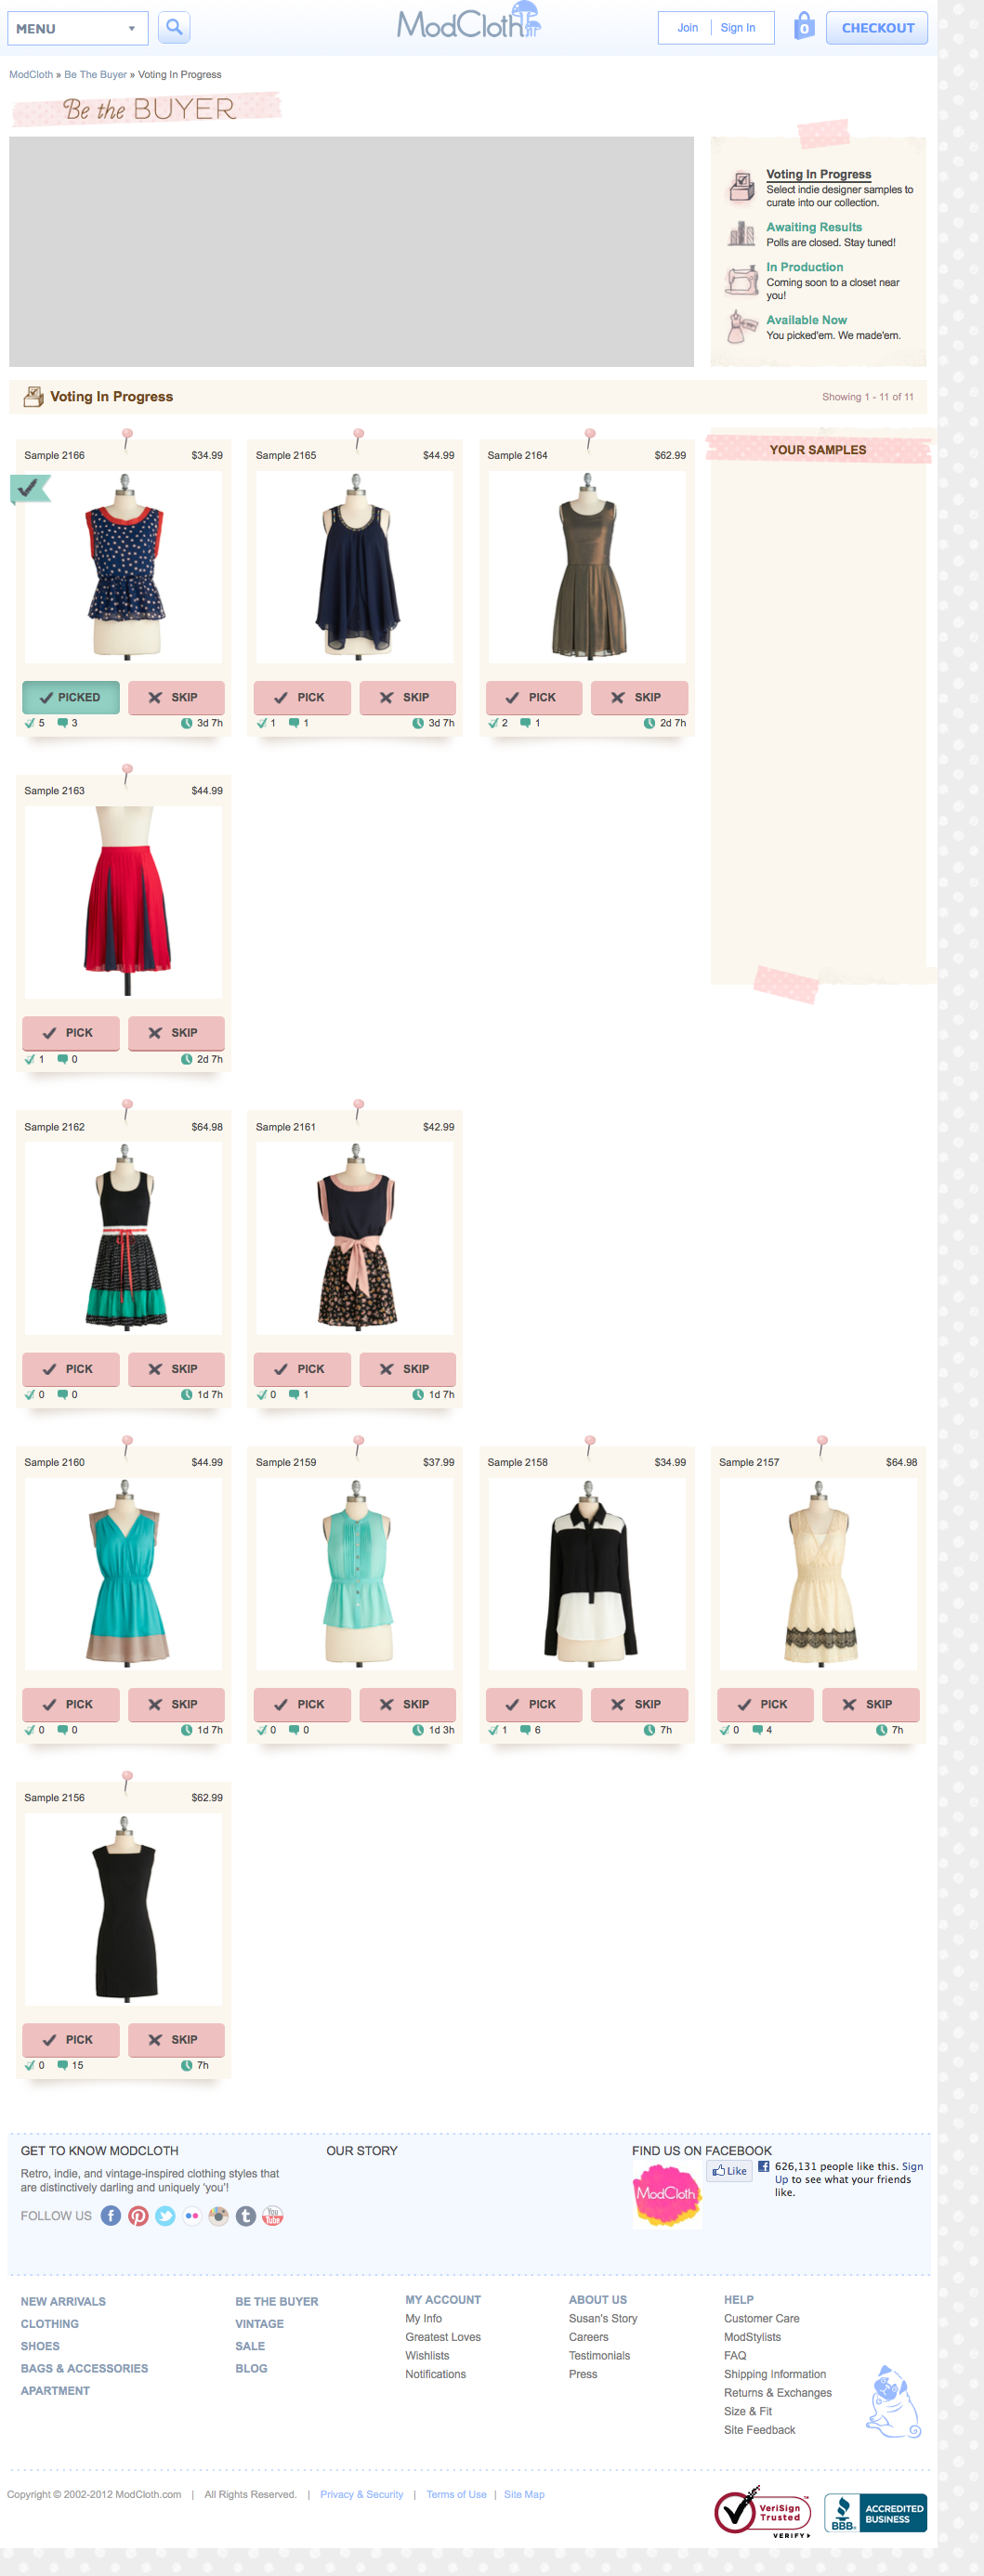 MENU
ModCloth
Join
Sign In
0
CHECKOUT
ModCloth » Be The Buyer » Voting In Progress
Be the BUYER
Voting In Progress
Select indie designer samples to
curate into our collection.
Awaiting Results
Polls are closed. Stay tuned!
In Production
Coming soon to a closet near
you!
Available Now
You picked'em. We made'em.
Voting In Progress
Showing 1 - 11 of 11
YOUR SAMPLES
Sample 2166 $34.99
PICKED SKIP
5 3 3d 7h
Sample 2165 $44.99
PICK SKIP
1 1 3d 7h
Sample 2164 $62.99
PICK SKIP
2 1 2d 7h
Sample 2163 $44.99
PICK SKIP
1 0 2d 7h
Sample 2162 $64.98
PICK SKIP
0 0 1d 7h
Sample 2161 $42.99
PICK SKIP
0 1 1d 7h
Sample 2160 $44.99
PICK SKIP
0 0 1d 7h
Sample 2159 $37.99
PICK SKIP
0 0 1d 3h
Sample 2158 $34.99
PICK SKIP
1 6 7h
Sample 2157 $64.98
PICK SKIP
0 4 7h
Sample 2156 $62.99
PICK SKIP
0 15 7h
GET TO KNOW MODCLOTH
Retro, indie, and vintage-inspired clothing styles that
are distinctively darling and uniquely 'you'!
FOLLOW US
You
Tube
OUR STORY
FIND US ON FACEBOOK
ModCloth
Like
626,131 people like this. Sign
Up to see what your friends
like.
NEW ARRIVALS
CLOTHING
SHOES
BAGS & ACCESSORIES
APARTMENT
BE THE BUYER
VINTAGE
SALE
BLOG
MY ACCOUNT
My Info
Greatest Loves
Wishlists
Notifications
ABOUT US
Susan's Story
Careers
Testimonials
Press
HELP
Customer Care
ModStylists
FAQ
Shipping Information
Returns & Exchanges
Size & Fit
Site Feedback
Copyright © 2002-2012 ModCloth.com | All Rights Reserved. | Privacy & Security | Terms of Use | Site Map
VeriSign
Trusted
VERIFY
BBB.
ACCREDITED
BUSINESS